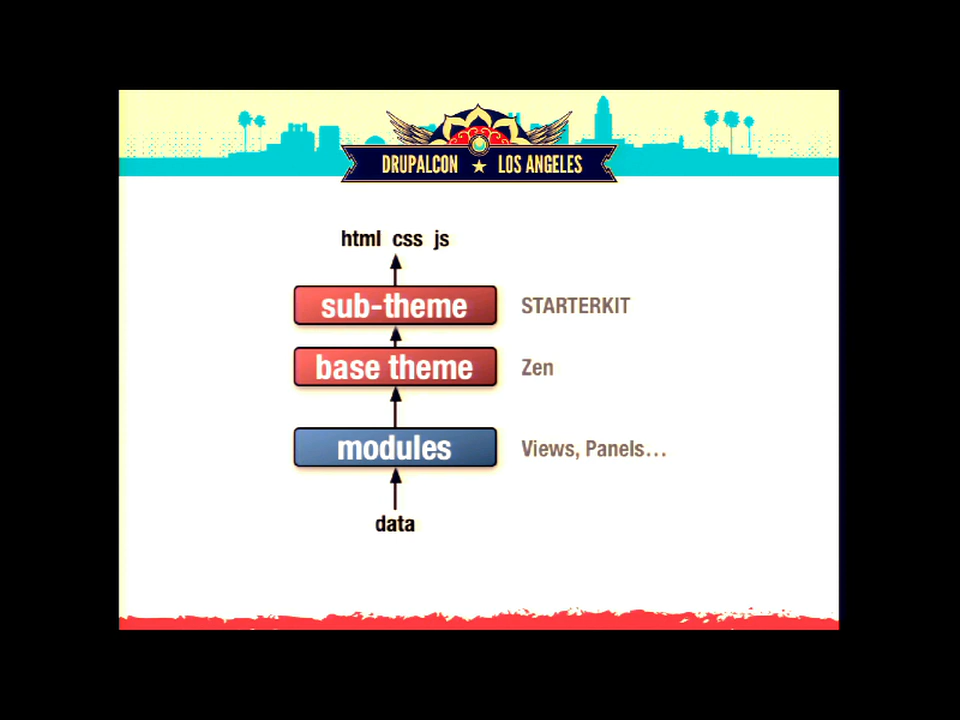 DRUPALCON ★ LOS ANGELES
html css js
sub-theme STARTERKIT
base theme Zen
modules Views, Panels...
data